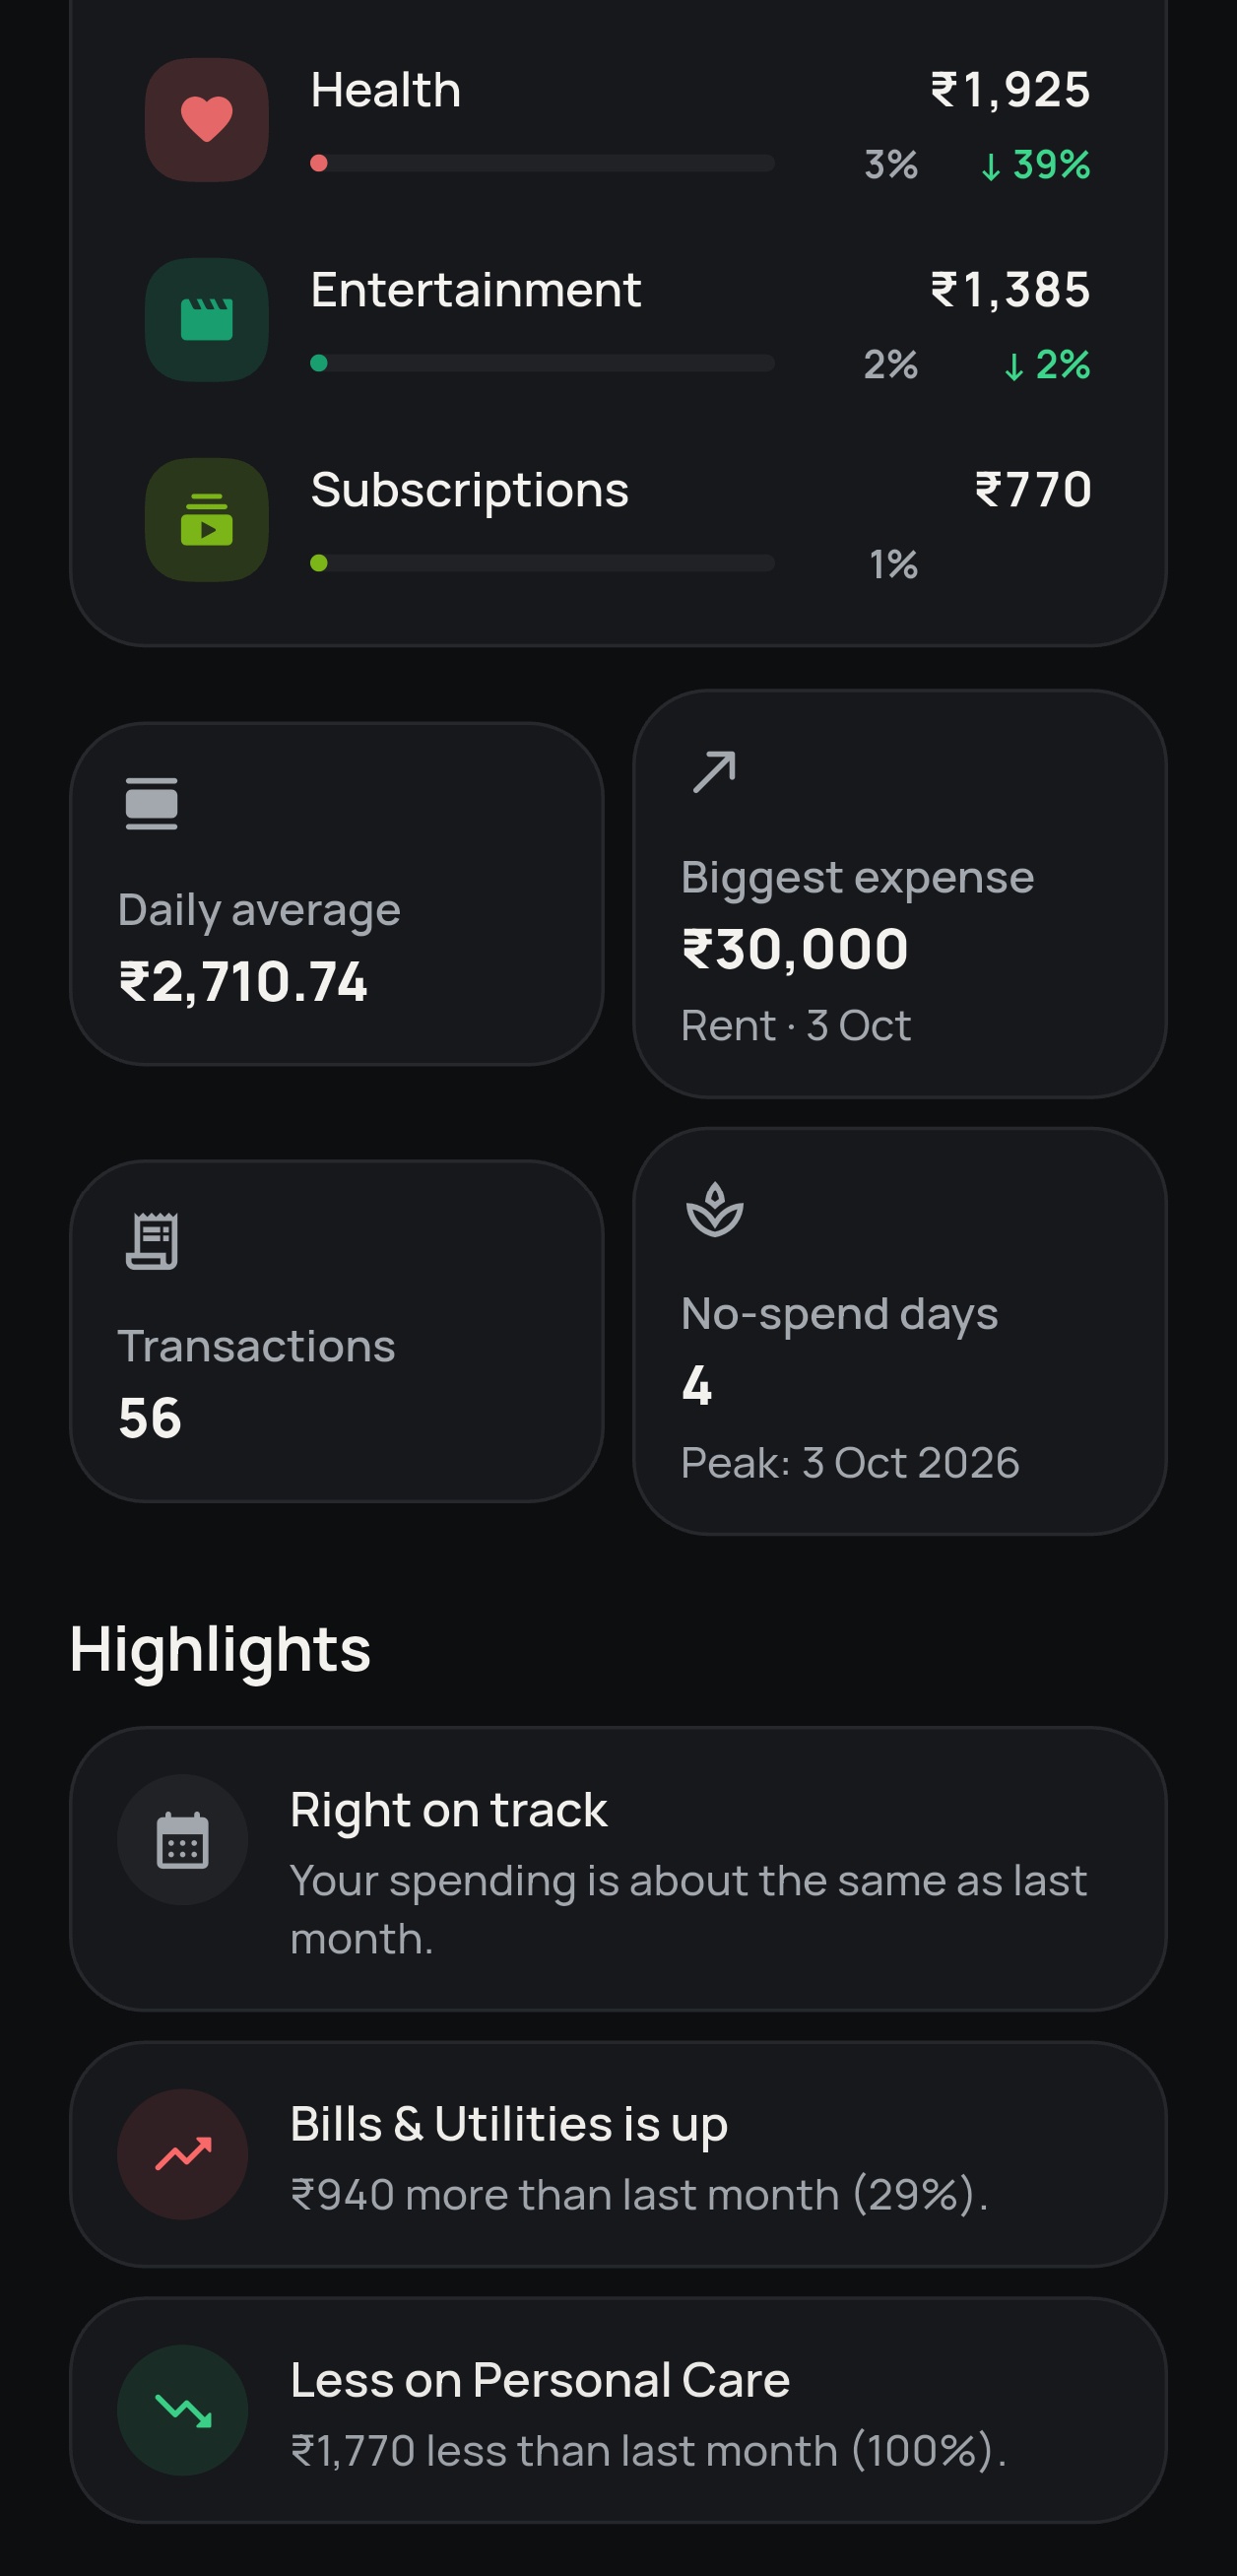 Health ₹1,925
3% ↓ 39%
Entertainment ₹1,385
2% ↓ 2%
Subscriptions ₹770
1%
Daily average
₹2,710.74
Biggest expense
₹30,000
Rent · 3 Oct
Transactions
56
No-spend days
4
Peak: 3 Oct 2026
Highlights
Right on track
Your spending is about the same as last
month.
Bills & Utilities is up
₹940 more than last month (29%).
Less on Personal Care
₹1,770 less than last month (100%).